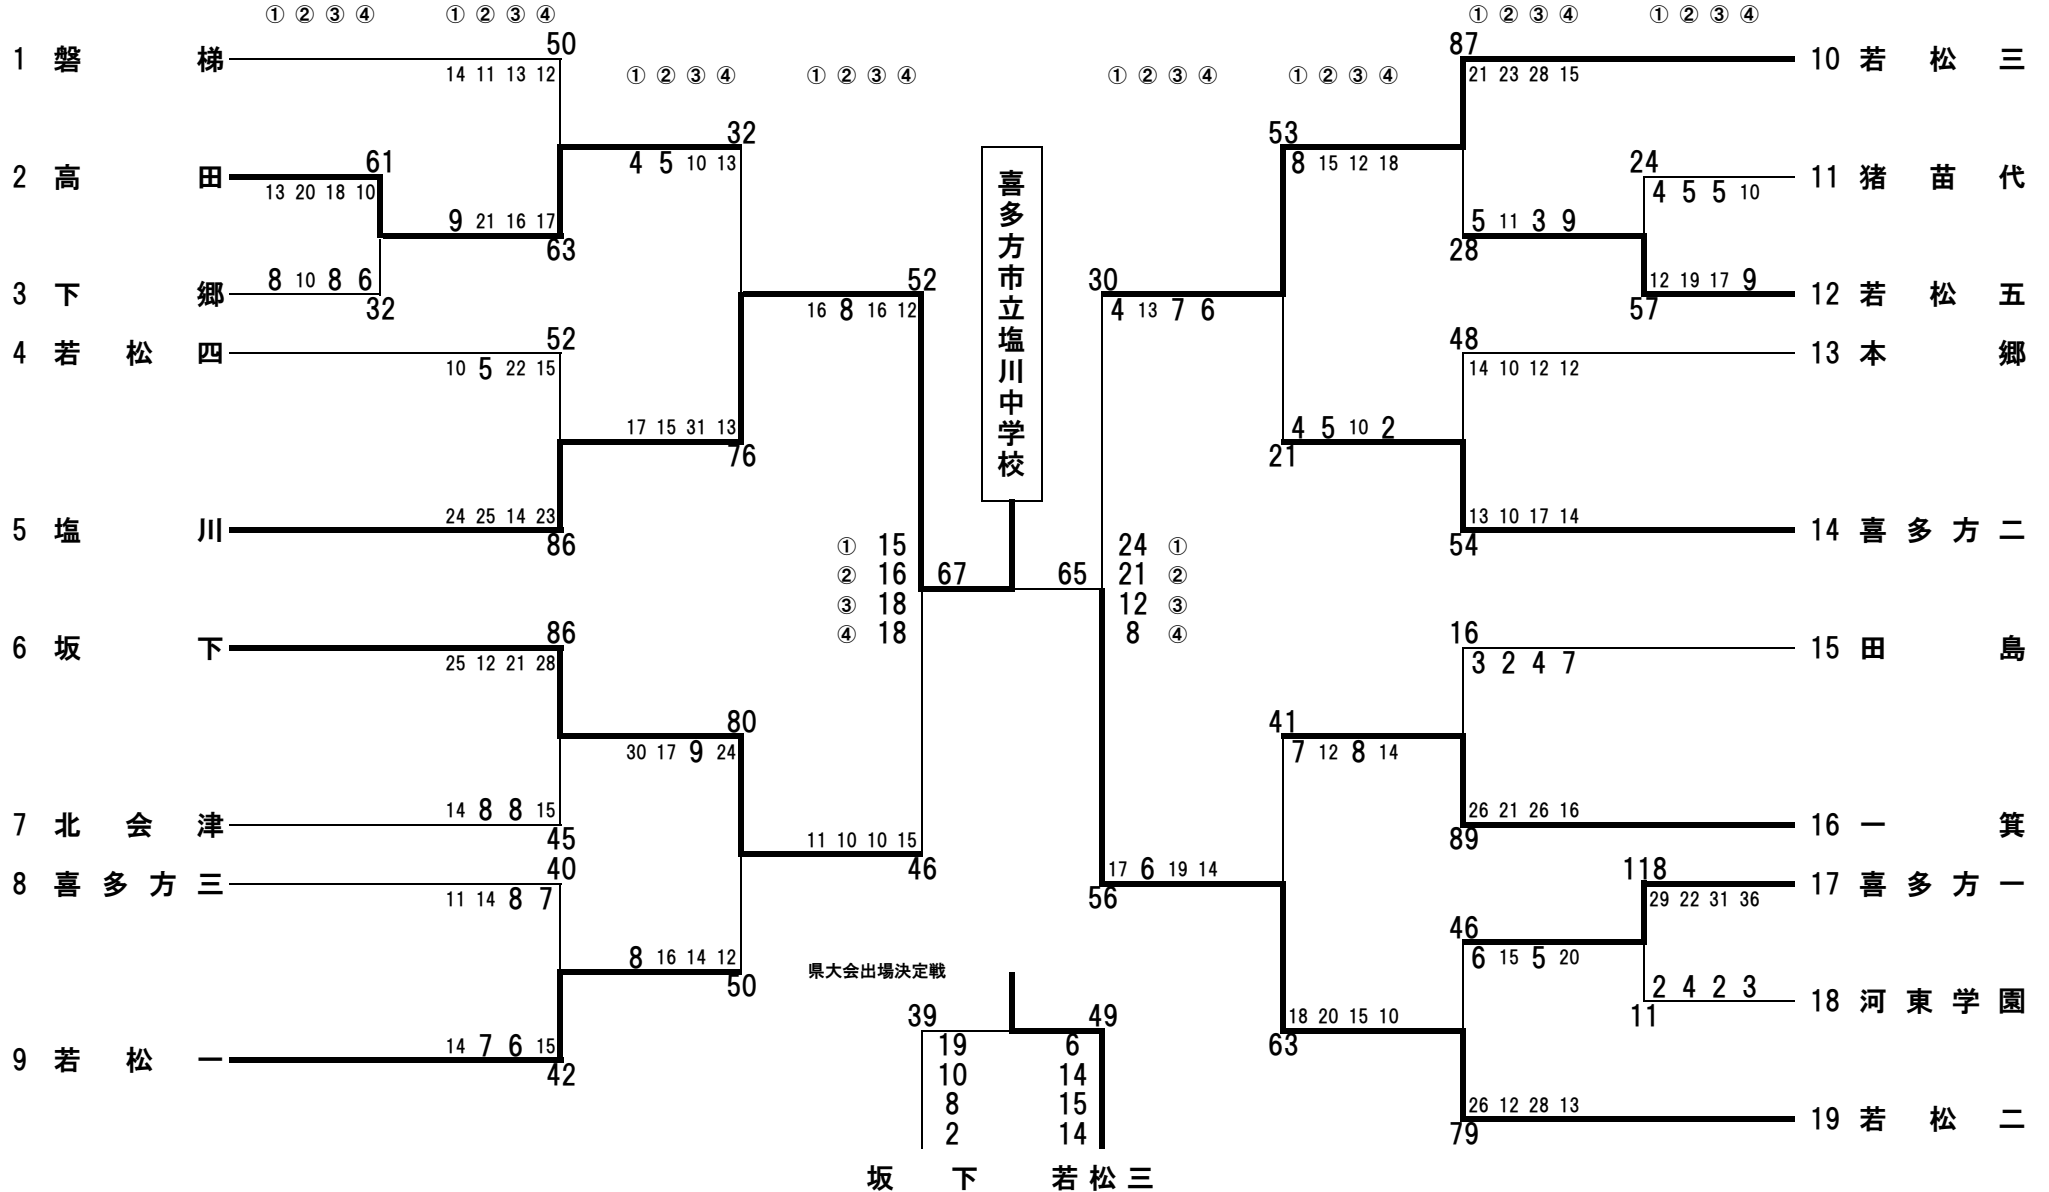 ① ② ③ ④ ① ② ③ ④ ① ② ③ ④ ① ② ③ ④
1 磐梯 50 87 10 若松三
14 11 13 12 ① ② ③ ④ ① ② ③ ④ ① ② ③ ④ ① ② ③ ④ 21 23 28 15
32 53
2 高田 61 4 5 10 13 8 15 12 18 24 11 猪苗代
13 20 18 10 4 5 5 10
9 21 16 17 5 11 3 9
63 28
3 下郷 8 10 8 6 52 30 12 19 17 9 12 若松五
32 16 8 16 12 4 13 7 6 57
4 若松四 52 48 13 本郷
10 5 22 15 14 10 12 12
17 15 31 13 4 5 10 2
76 21
喜多方市立塩川中学校
5 塩川 24 25 14 23 13 10 17 14 14 喜多方二
86 ① 15 24 ① 54
② 16 67 65 21 ②
③ 18 12 ③
④ 18 8 ④
6 坂下 86 16 15 田島
25 12 21 28 3 2 4 7
80 41
30 17 9 24 7 12 8 14
7 北会津 14 8 8 15 26 21 26 16 16 一箕
45 11 10 10 15 89
8 喜多方三 40 46 17 6 19 14 118 17 喜多方一
11 14 8 7 56 29 22 31 36
46
8 16 14 12 県大会出場決定戦 6 15 5 20
50 2 4 2 3 18 河東学園
39 49 18 20 15 10 11
9 若松一 14 7 6 15 19 6 63
42 10 14
8 15 26 12 28 13 19 若松二
2 14 79
坂下 若松三